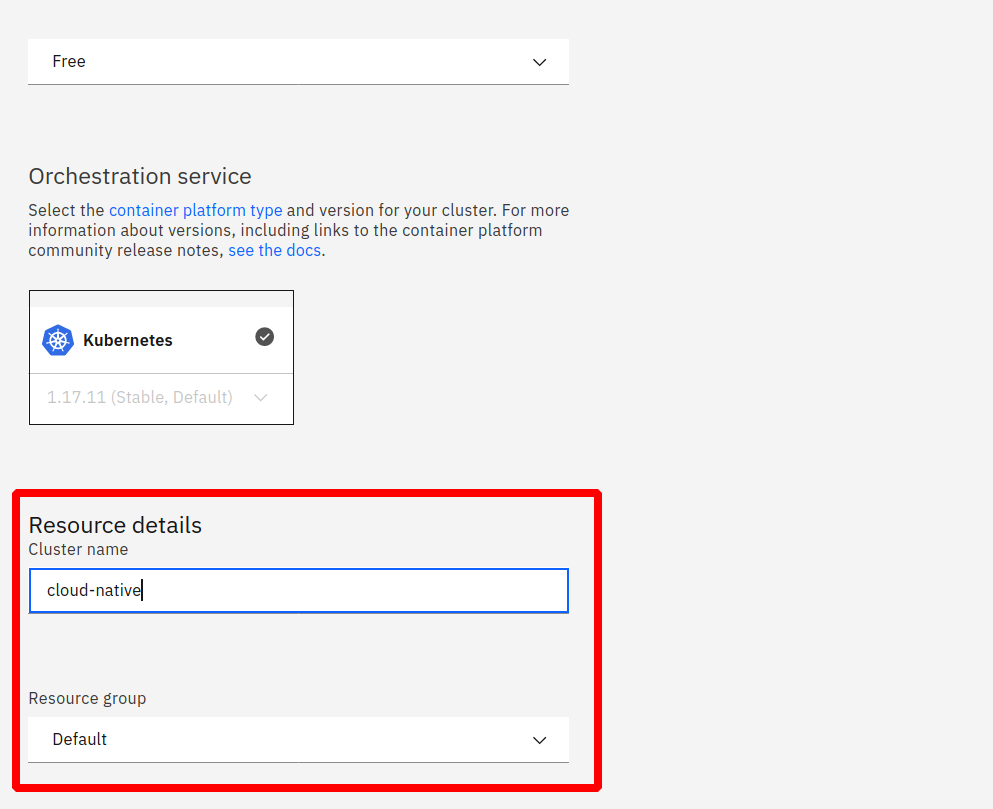 Free
Orchestration service
Select the container platform type and version for your cluster. For more
information about versions, including links to the container platform
community release notes, see the docs.
Kubernetes
1.17.11 (Stable, Default)
Resource details
Cluster name
cloud-native
Resource group
Default